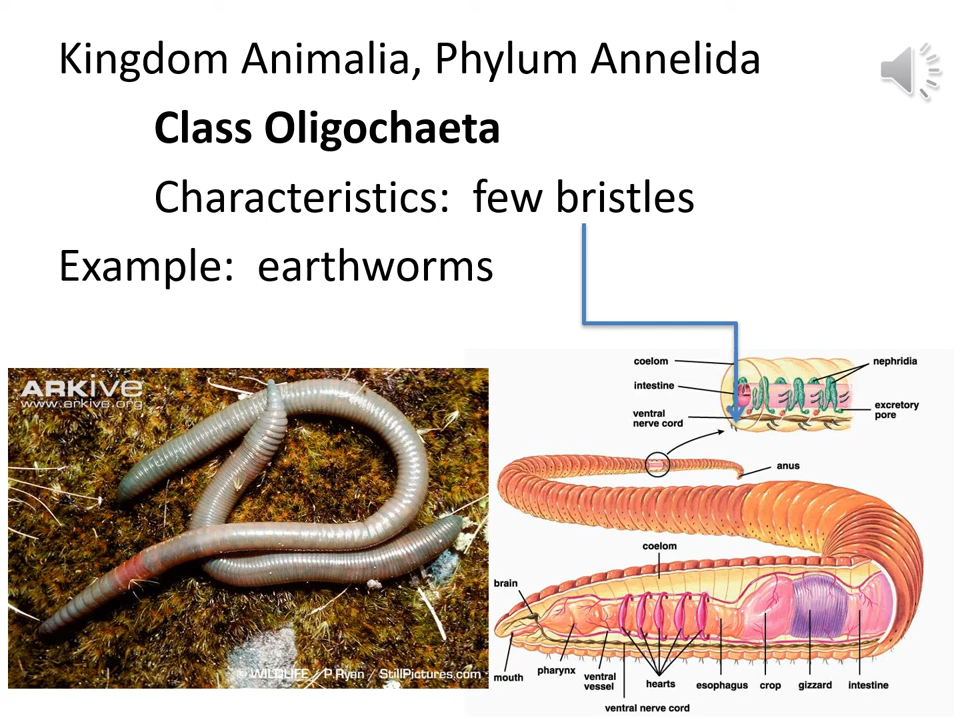 Kingdom Animalia, Phylum Annelida
Class Oligochaeta
Characteristics:  few bristles
Example:  earthworms
ARKive
www.arkive.org
© WILDLIFE / P.Ryan / StillPictures.com
coelom
nephridia
intestine
ventral
nerve cord
excretory
pore
anus
coelom
brain
mouth
pharynx
ventral
vessel
hearts
esophagus
crop
gizzard
intestine
ventral nerve cord